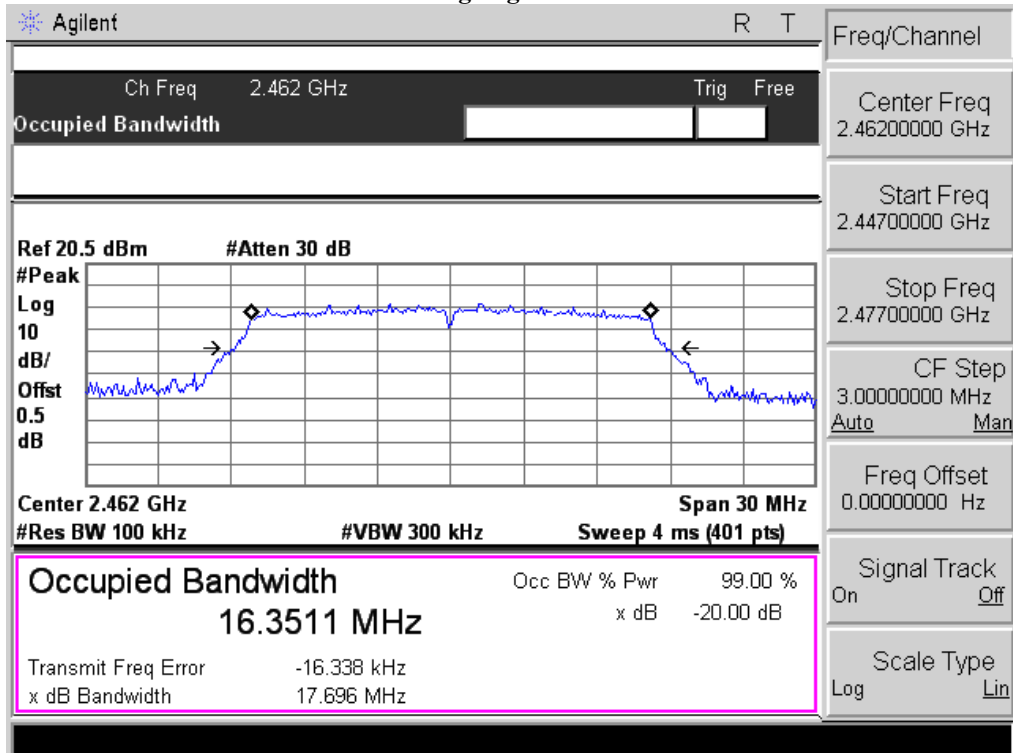 Agilent R T
Freq/Channel
Ch Freq 2.462 GHz Trig Free
Occupied Bandwidth
Center Freq
2.46200000 GHz
Start Freq
2.44700000 GHz
Stop Freq
2.47700000 GHz
CF Step
3.00000000 MHz
Auto Man
Freq Offset
0.00000000 Hz
Signal Track
On Off
Scale Type
Log Lin
Ref 20.5 dBm #Atten 30 dB
#Peak
Log
10
dB/
Offst
0.5
dB
Center 2.462 GHz Span 30 MHz
#Res BW 100 kHz #VBW 300 kHz Sweep 4 ms (401 pts)
Occupied Bandwidth Occ BW % Pwr 99.00 %
16.3511 MHz x dB -20.00 dB
Transmit Freq Error -16.338 kHz
x dB Bandwidth 17.696 MHz